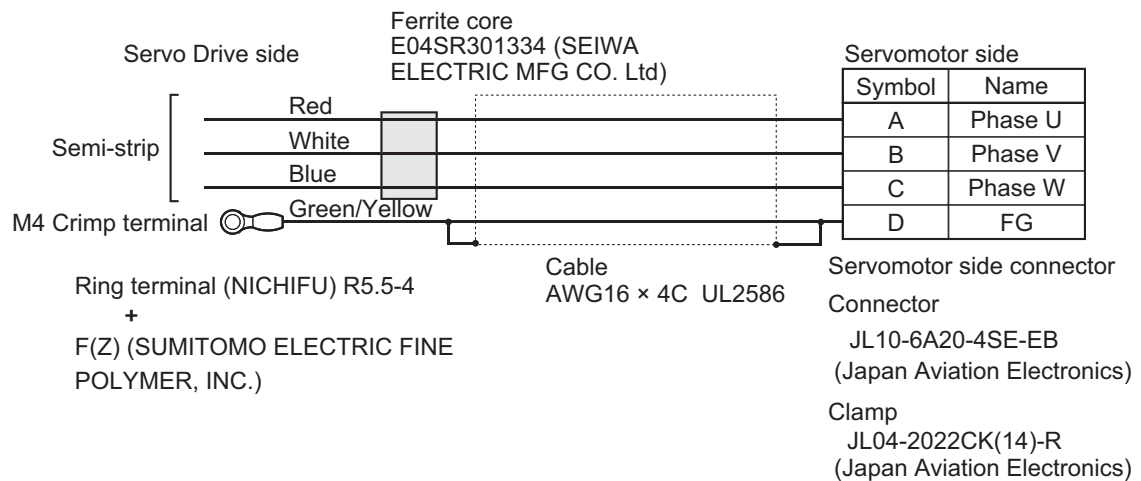 Ferrite core
E04SR301334 (SEIWA
ELECTRIC MFG CO. Ltd)
Servo Drive side
Servomotor side
Symbol Name
Red
A Phase U
White
B Phase V
Semi-strip
Blue
C Phase W
Green/Yellow
M4 Crimp terminal
D FG
Cable
AWG16 × 4C UL2586
Ring terminal (NICHIFU) R5.5-4
+
F(Z) (SUMITOMO ELECTRIC FINE
POLYMER, INC.)
Servomotor side connector
Connector
JL10-6A20-4SE-EB
(Japan Aviation Electronics)
Clamp
JL04-2022CK(14)-R
(Japan Aviation Electronics)